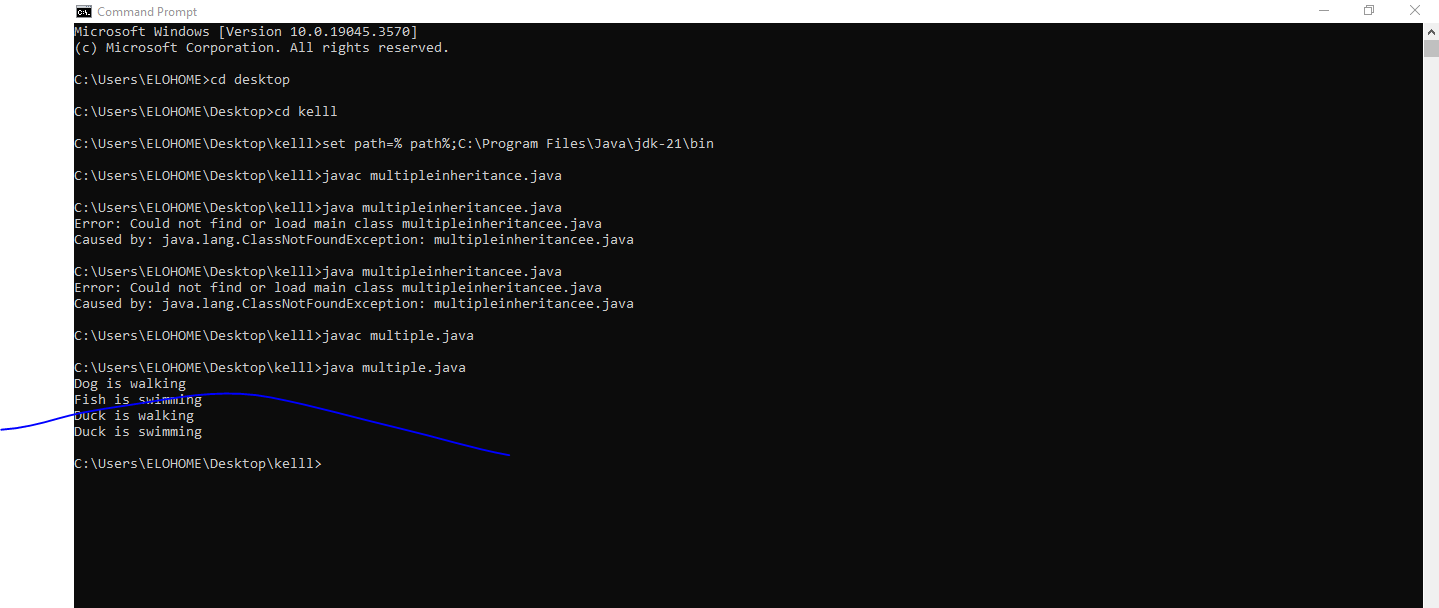 Command Prompt
Microsoft Windows [Version 10.0.19045.3570]
(c) Microsoft Corporation. All rights reserved.
C:\Users\ELOHOME>cd desktop
C:\Users\ELOHOME\Desktop>cd kelll
C:\Users\ELOHOME\Desktop\kelll>set path=% path%;C:\Program Files\Java\jdk-21\bin
C:\Users\ELOHOME\Desktop\kelll>javac multipleinheritance.java
C:\Users\ELOHOME\Desktop\kelll>java multipleinheritancee.java
Error: Could not find or load main class multipleinheritancee.java
Caused by: java.lang.ClassNotFoundException: multipleinheritancee.java
C:\Users\ELOHOME\Desktop\kelll>java multipleinheritancee.java
Error: Could not find or load main class multipleinheritancee.java
Caused by: java.lang.ClassNotFoundException: multipleinheritancee.java
C:\Users\ELOHOME\Desktop\kelll>javac multiple.java
C:\Users\ELOHOME\Desktop\kelll>java multiple.java
Dog is walking
Fish is swimming
Duck is walking
Duck is swimming
C:\Users\ELOHOME\Desktop\kelll>